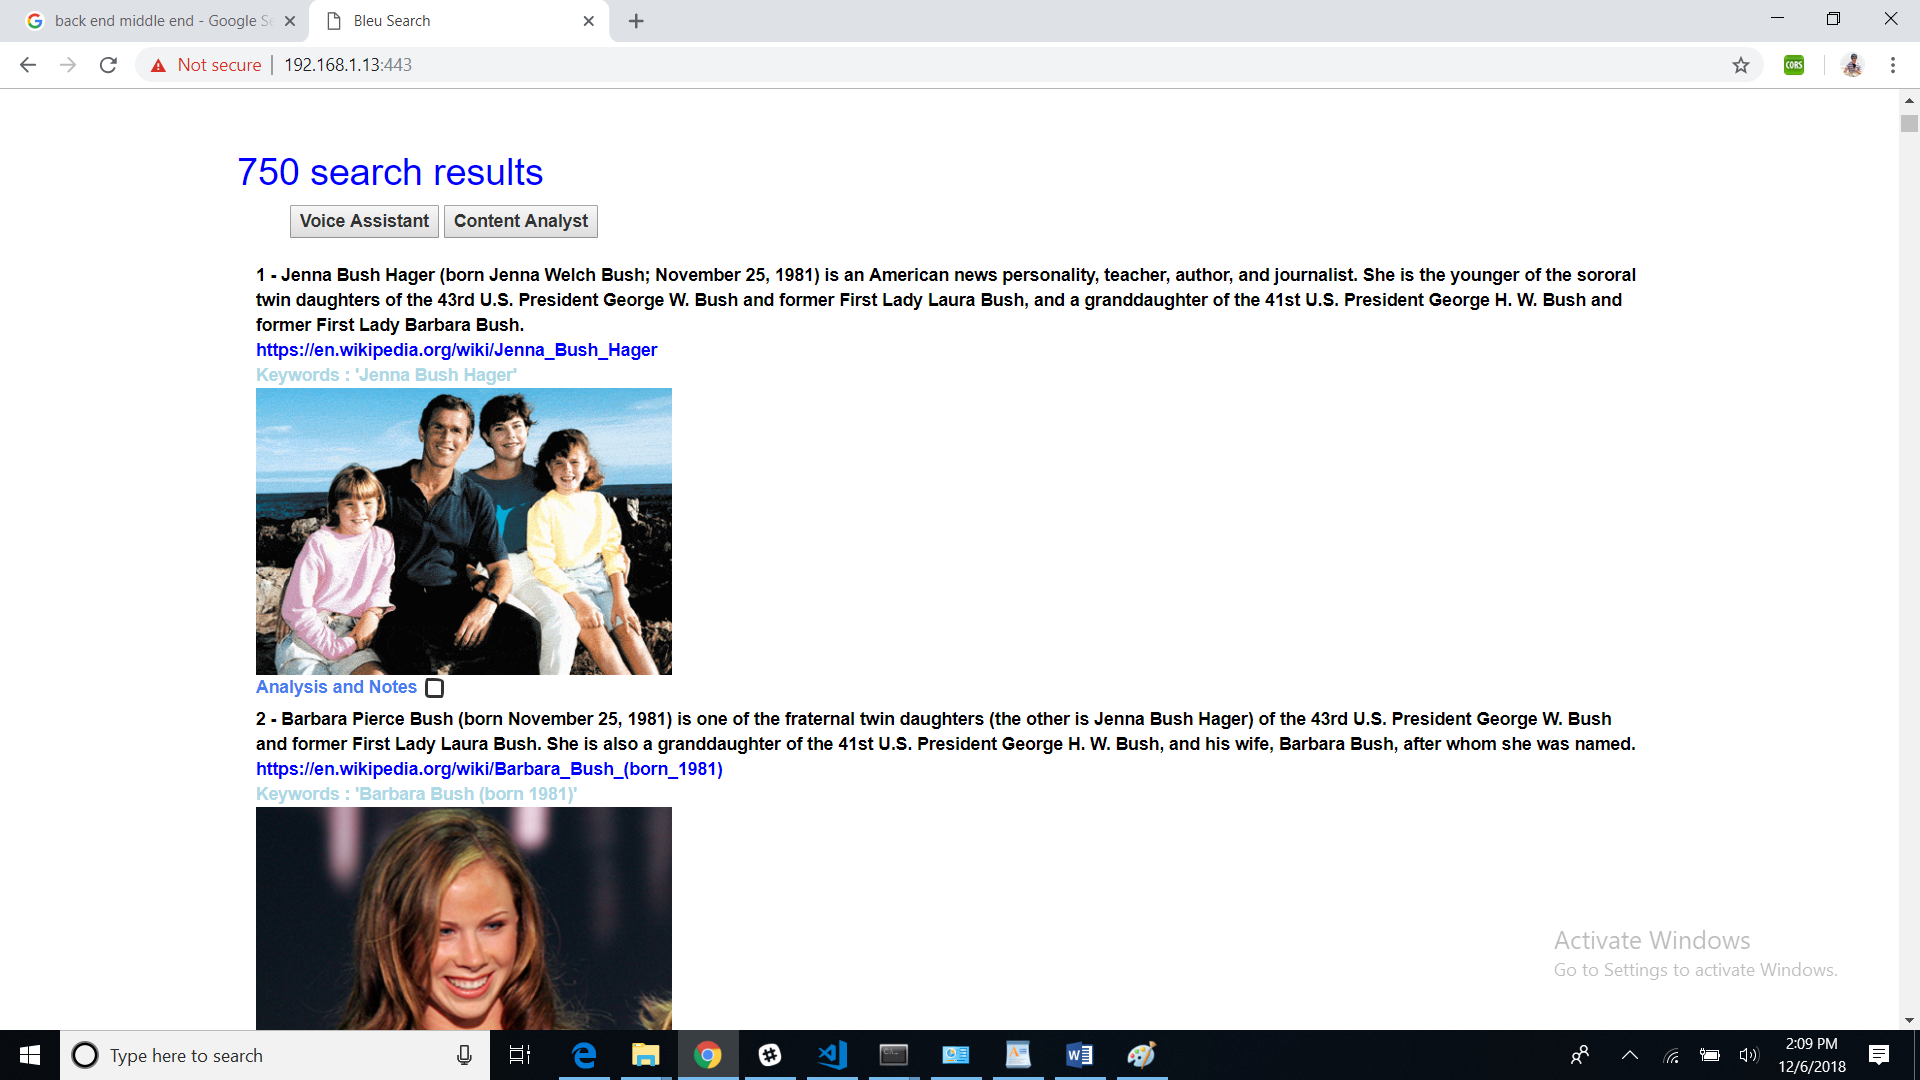 back end middle end - Google Se
Bleu Search
Not secure
192.168.1.13:443
CORS
750 search results
Voice Assistant
Content Analyst
1 - Jenna Bush Hager (born Jenna Welch Bush; November 25, 1981) is an American news personality, teacher, author, and journalist. She is the younger of the sororal
twin daughters of the 43rd U.S. President George W. Bush and former First Lady Laura Bush, and a granddaughter of the 41st U.S. President George H. W. Bush and
former First Lady Barbara Bush.
https://en.wikipedia.org/wiki/Jenna_Bush_Hager
Keywords : 'Jenna Bush Hager'
Analysis and Notes
2 - Barbara Pierce Bush (born November 25, 1981) is one of the fraternal twin daughters (the other is Jenna Bush Hager) of the 43rd U.S. President George W. Bush
and former First Lady Laura Bush. She is also a granddaughter of the 41st U.S. President George H. W. Bush, and his wife, Barbara Bush, after whom she was named.
https://en.wikipedia.org/wiki/Barbara_Bush_(born_1981)
Keywords : 'Barbara Bush (born 1981)'
Activate Windows
Go to Settings to activate Windows.
Type here to search
2:09 PM
12/6/2018